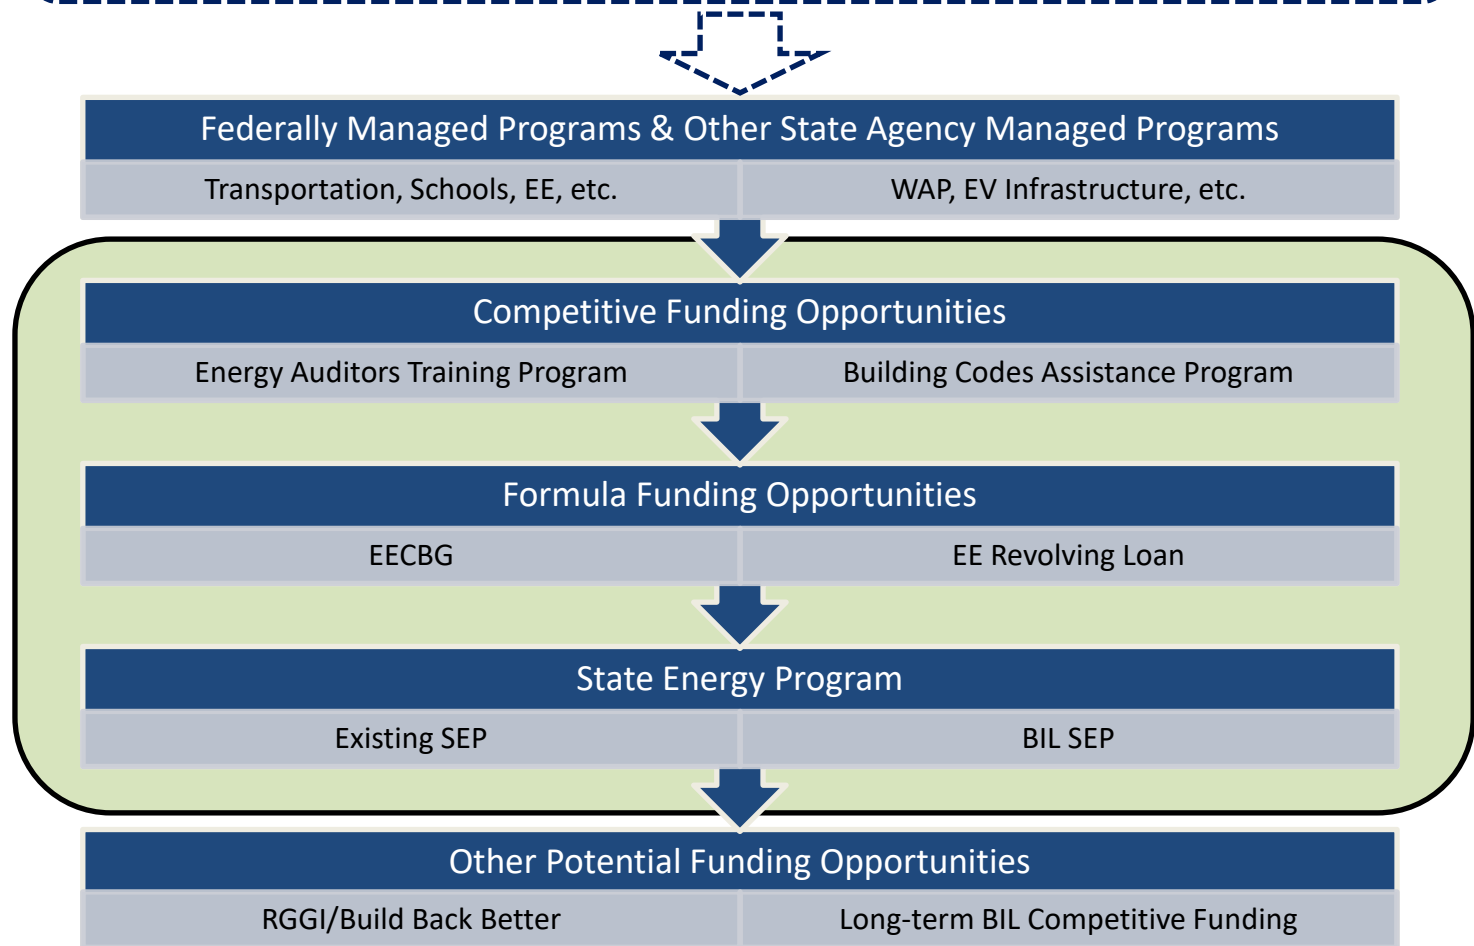 Federally Managed Programs & Other State Agency Managed Programs
Transportation, Schools, EE, etc.
WAP, EV Infrastructure, etc.
Competitive Funding Opportunities
Energy Auditors Training Program
Building Codes Assistance Program
Formula Funding Opportunities
EECBG
EE Revolving Loan
State Energy Program
Existing SEP
BIL SEP
Other Potential Funding Opportunities
RGGI/Build Back Better
Long-term BIL Competitive Funding